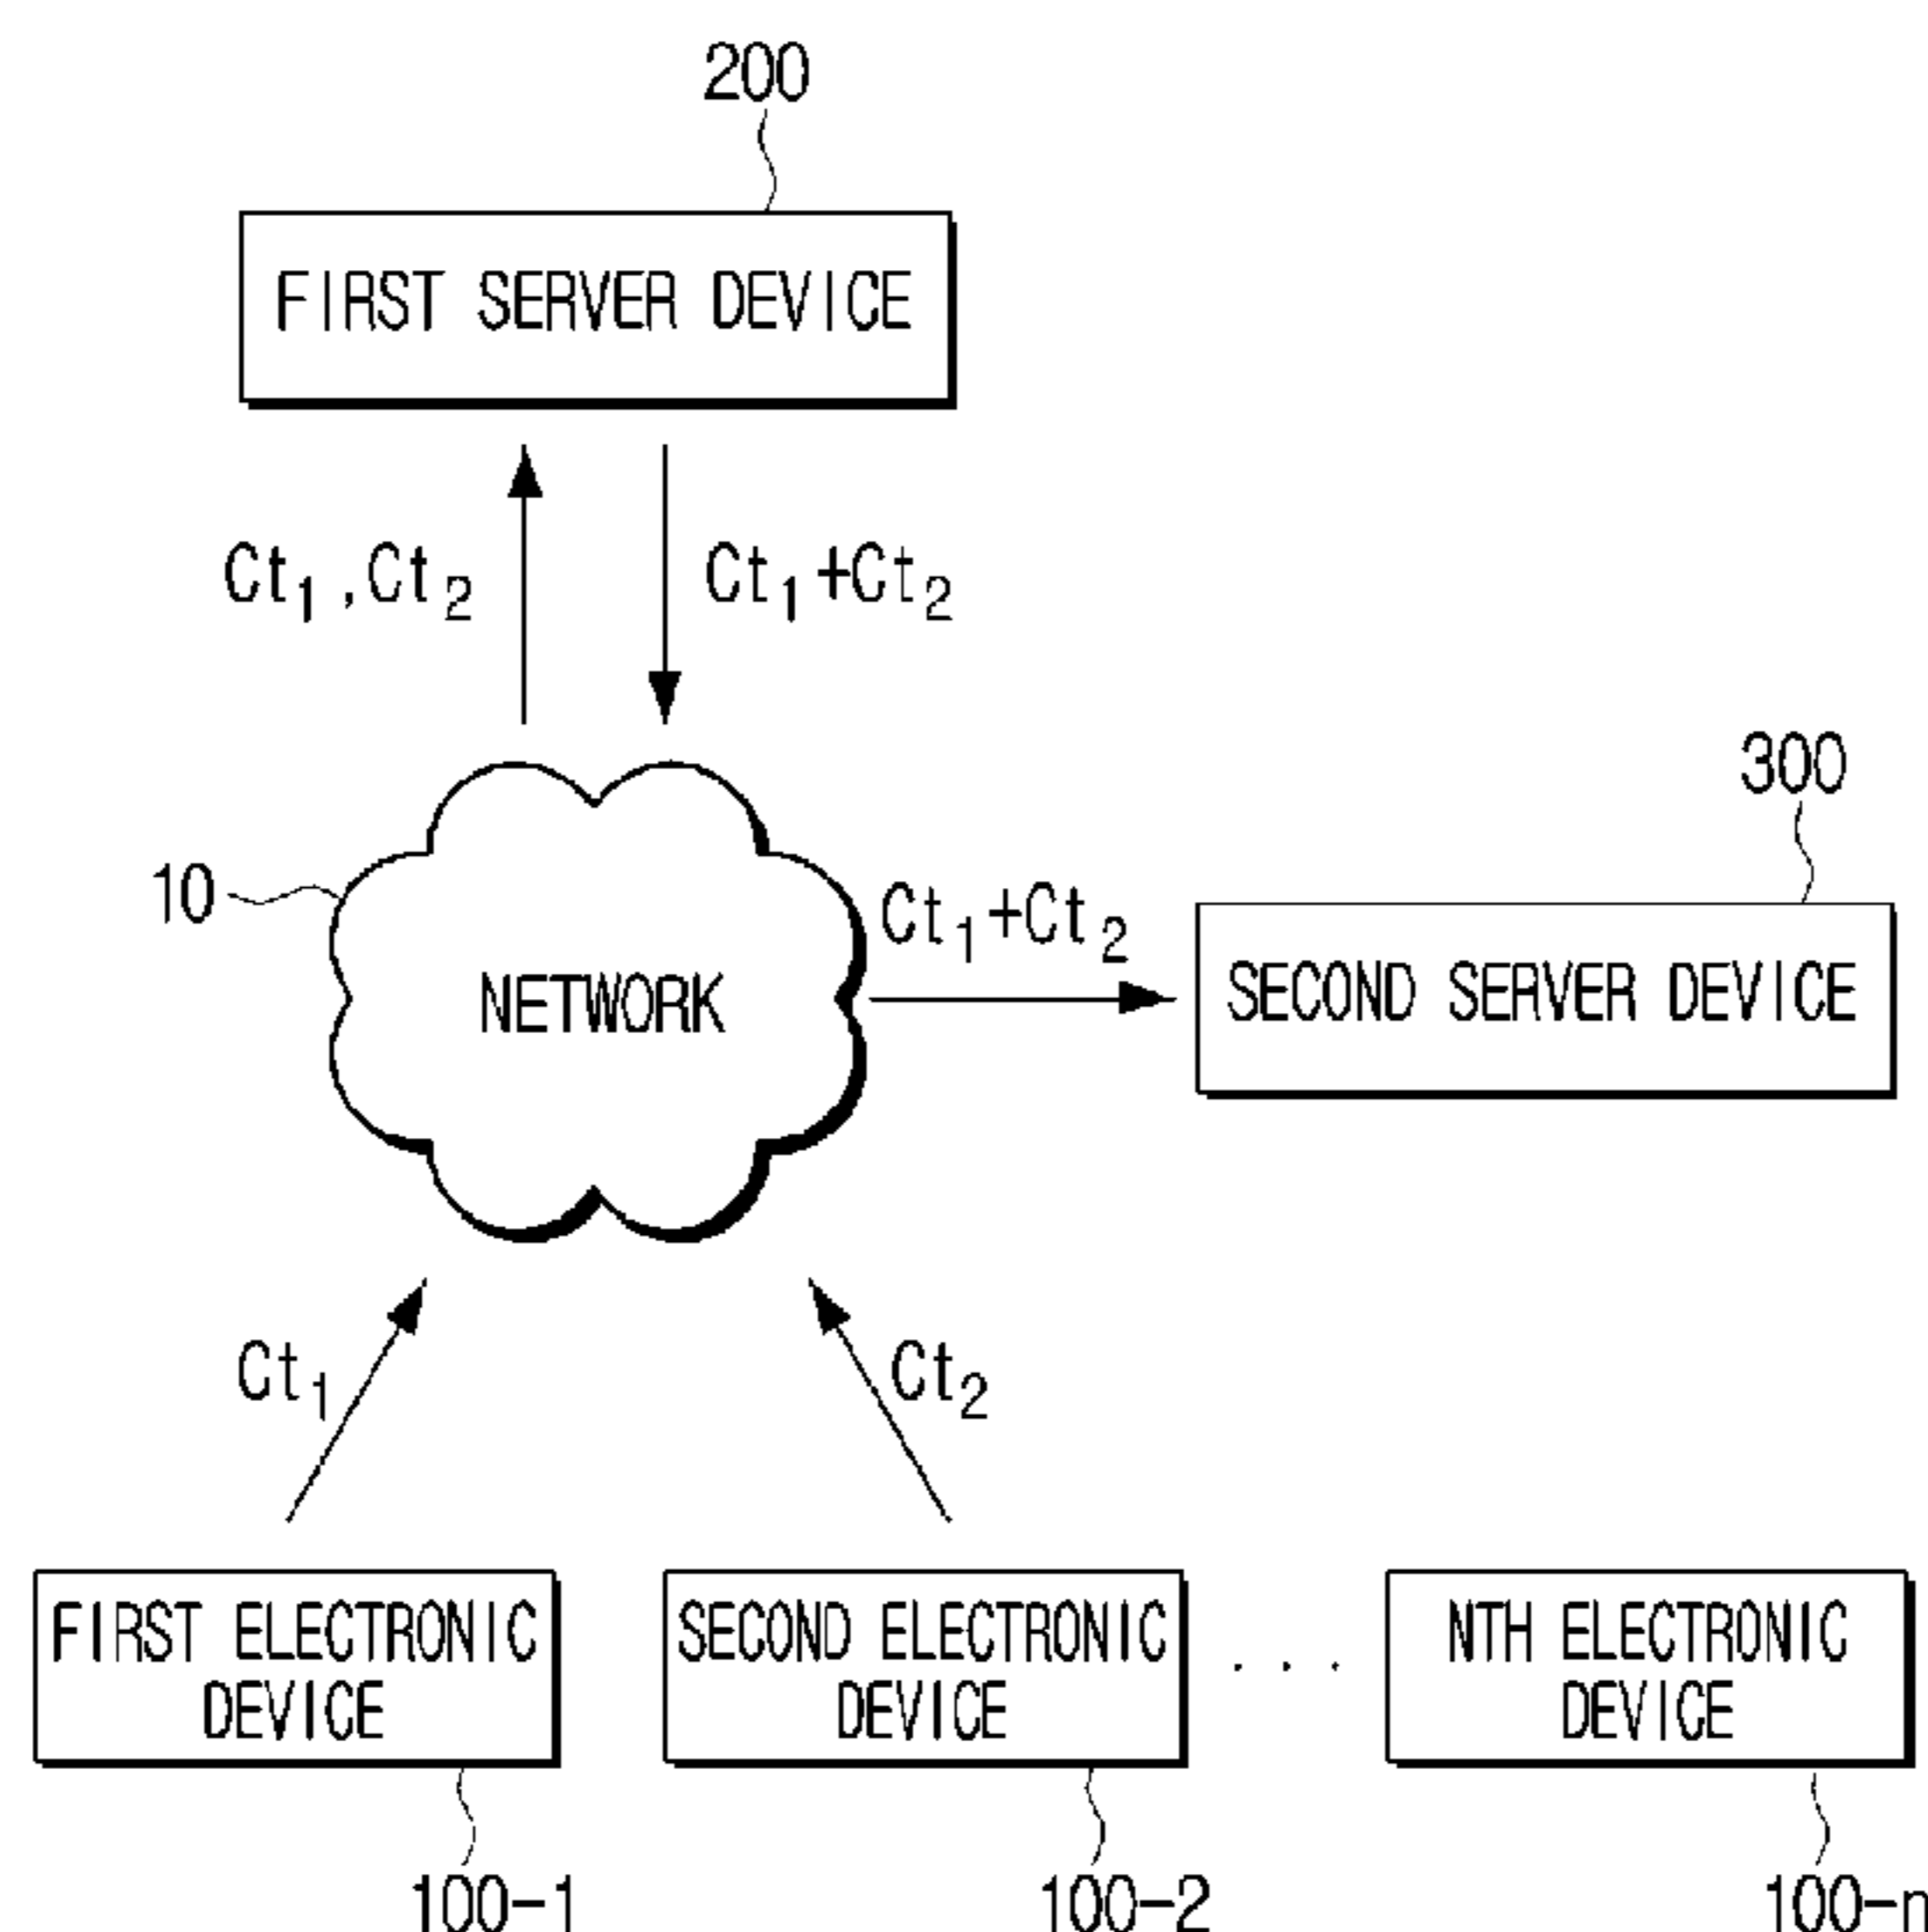 200
FIRST SERVER DEVICE
Ct₁,Ct₂
Ct₁+Ct₂
300
10
Ct₁+Ct₂
NETWORK
SECOND SERVER DEVICE
Ct₁
Ct₂
FIRST ELECTRONIC
DEVICE
SECOND ELECTRONIC
DEVICE
. . .
NTH ELECTRONIC
DEVICE
100-1
100-2
100-n